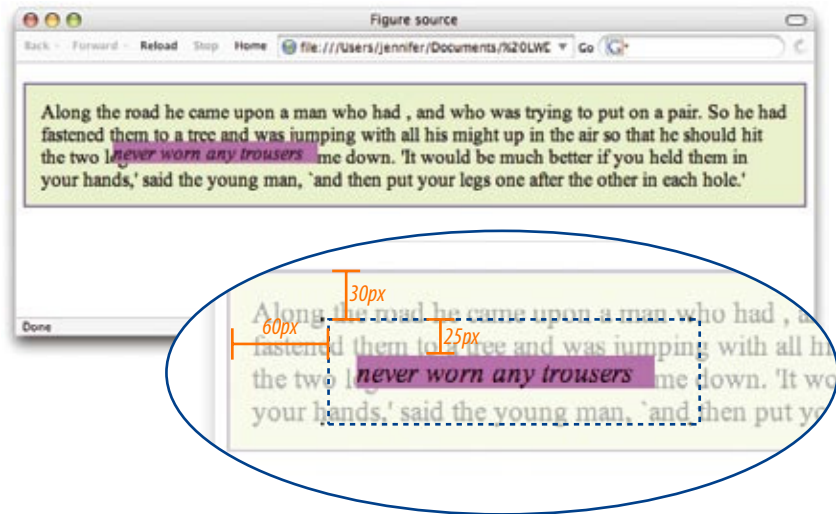 Figure source
Back Forward Reload Stop Home file:///Users/jennifer/Documents/%20LWD Go
Along the road he came upon a man who had , and who was trying to put on a pair. So he had
fastened them to a tree and was jumping with all his might up in the air so that he should hit
the two l never worn any trousers me down. 'It would be much better if you held them in
your hands,' said the young man, `and then put your legs one after the other in each hole.'
Done
30px
Along the road he came upon a man who had , a
60px
25px
fastened them to a tree and was jumping with all hi
the two le never worn any trousers me down. 'It wo
your hands,' said the young man, `and then put yo